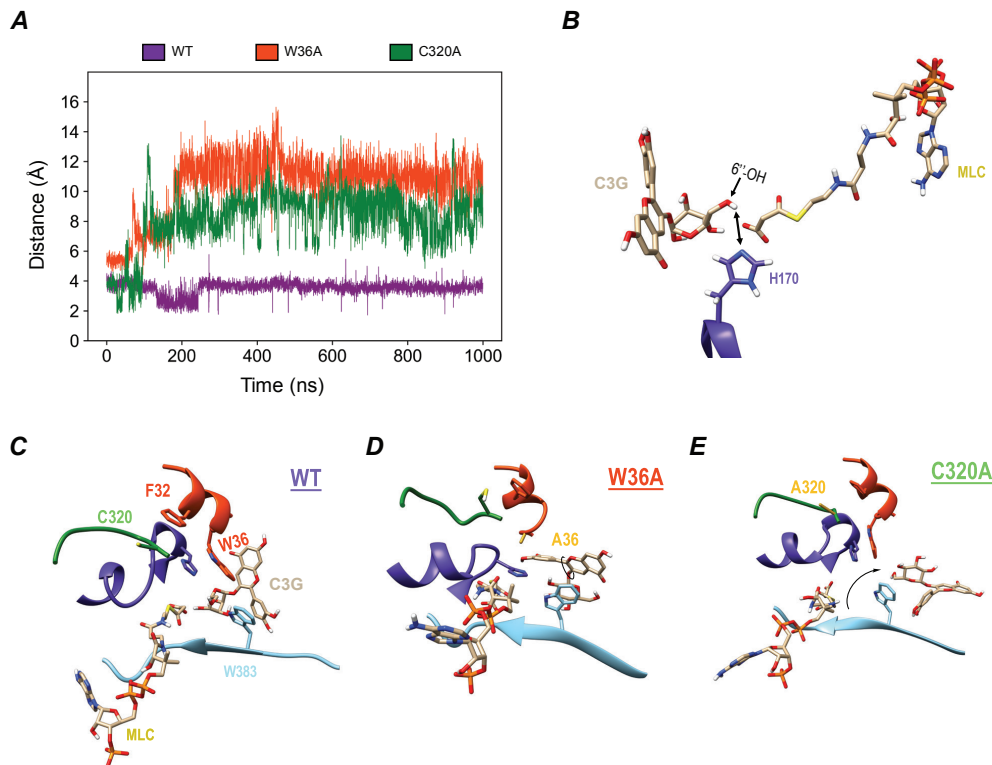 A
WT
W36A
C320A
16
14
12
10
8
6
4
2
0
Distance (Å)
0
200
400
600
800
1000
Time (ns)
B
C3G
6''-OH
MLC
H170
C
WT
F32
C320
W36
C3G
W383
MLC
D
W36A
A36
E
C320A
A320